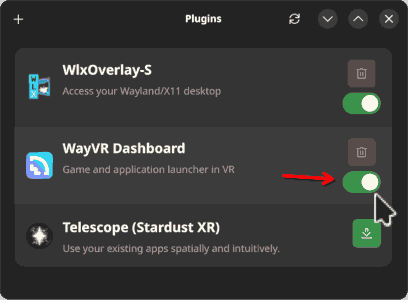 Plugins
WlxOverlay-S
Access your Wayland/X11 desktop
WayVR Dashboard
Game and application launcher in VR
Telescope (Stardust XR)
Use your existing apps spatially and intuitively.